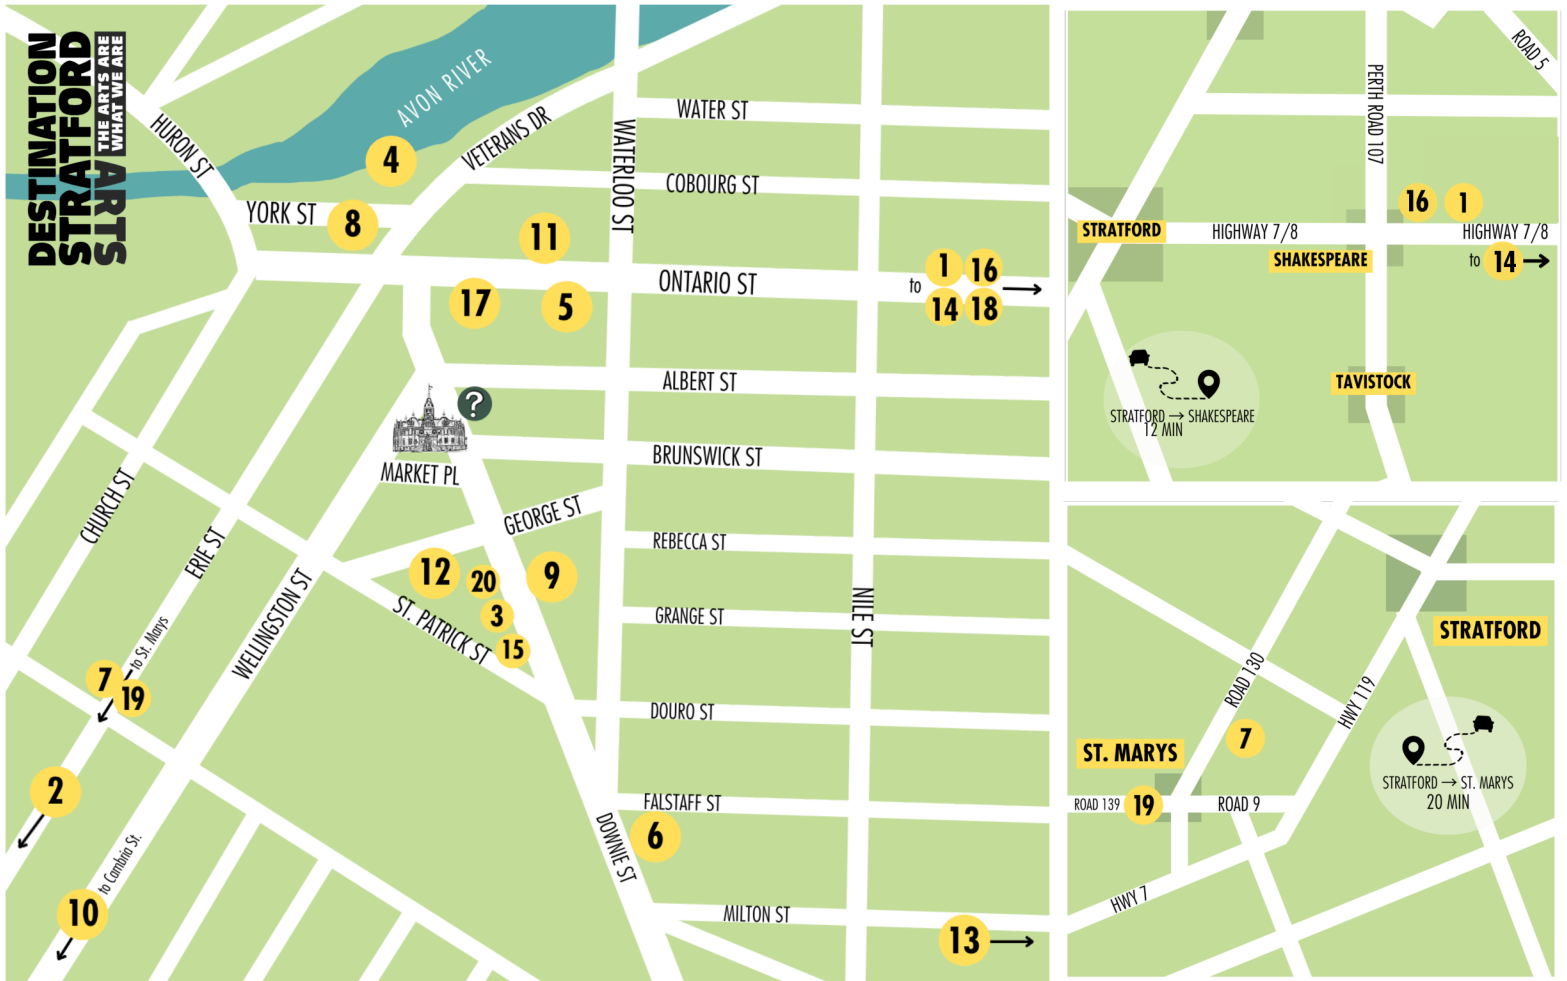 DESTINATION
STRATFORD
THE ARTS ARE
WHAT WE ARE
ARTS
AVON RIVER
HURON ST
VETERANS DR
WATERLOO ST
WATER ST
COBOURG ST
YORK ST
4
8
11
ONTARIO ST
17
5
to
1
16
14
18
ALBERT ST
?
MARKET PL
BRUNSWICK ST
GEORGE ST
REBECCA ST
CHURCH ST
ERIE ST
WELLINGTON ST
12
20
9
3
15
ST. PATRICK ST
GRANGE ST
NILE ST
to St. Marys
7
19
DOURO ST
2
FALSTAFF ST
6
DOWNIE ST
to Cambria St.
10
MILTON ST
13
ROAD 5
PERTH ROAD 107
16
1
STRATFORD
HIGHWAY 7/8
HIGHWAY 7/8
SHAKESPEARE
to
14
TAVISTOCK
STRATFORD → SHAKESPEARE
12 MIN
STRATFORD
ROAD 130
HWY 119
7
ST. MARYS
ROAD 139
19
ROAD 9
STRATFORD → ST. MARYS
20 MIN
HWY 7